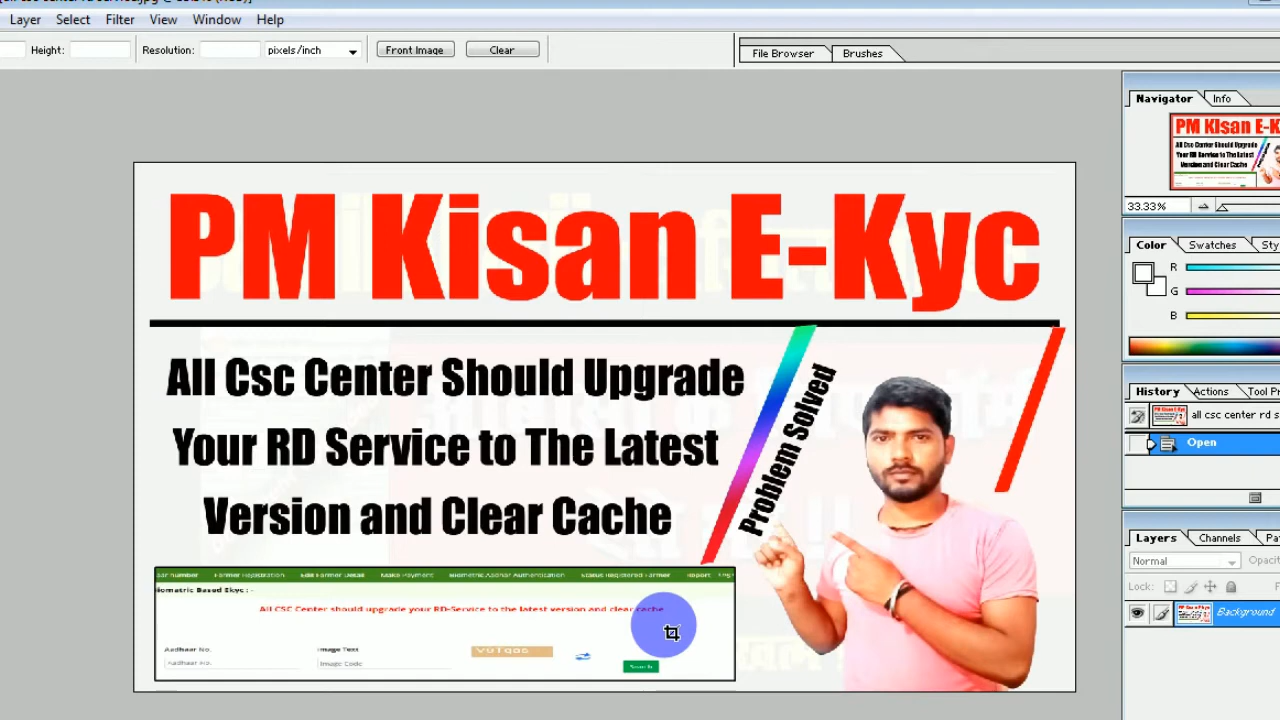 Layer Select Filter View Window Help
Height: Resolution: pixels/inch Front Image Clear
File Browser Brushes
Navigator Info
33.33%
Color Swatches
R
G
B
History Actions
all csc center rd
Open
Layers Channels
Normal
Lock:
Background
PM Kisan E-Kyc
All Csc Center Should Upgrade
Your RD Service to The Latest
Version and Clear Cache
Problem Solved
Farmer Registration Edit Farmer Detail Make Payment Biometric Aadhar Authentication Status Registered Farmer Report
Biometric Based Ekyc : -
All CSC Center should upgrade your RD-Service to the latest version and clear cache
Aadhaar No. Image Text
Aadhaar No. Image Code
Search